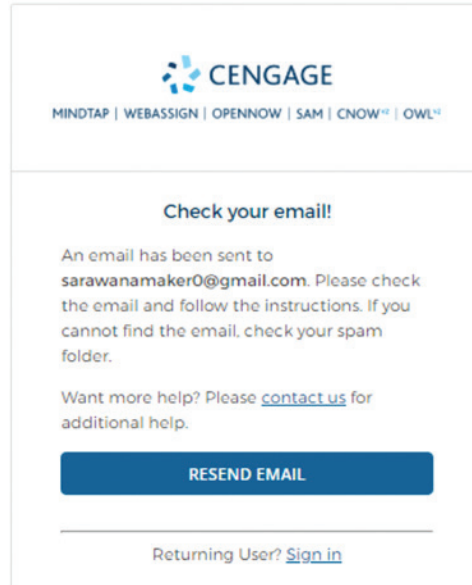 CENGAGE
MINDTAP | WEBASSIGN | OPENNOW | SAM | CNOWv2 | OWLv2
Check your email!
An email has been sent to
sarawanamaker0@gmail.com. Please check
the email and follow the instructions. If you
cannot find the email, check your spam
folder.
Want more help? Please contact us for
additional help.
RESEND EMAIL
Returning User? Sign in